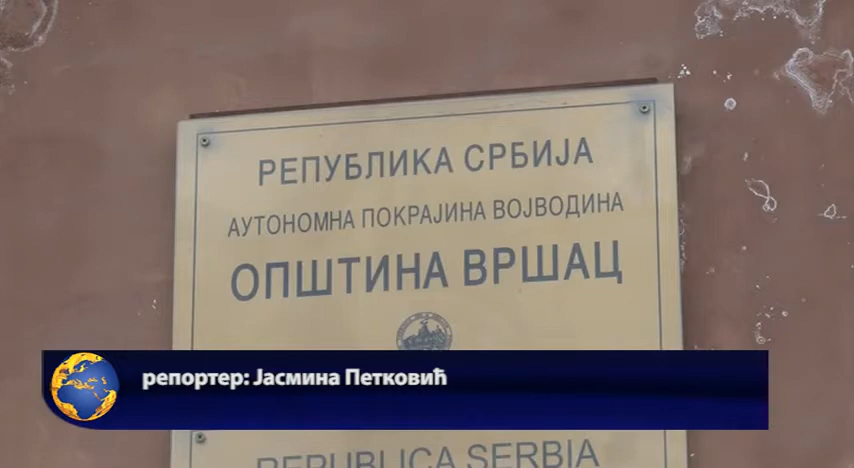 РЕПУБЛИКА СРБИЈА
АУТОНОМНА ПОКРАЈИНА ВОЈВОДИНА
ОПШТИНА ВРШАЦ
репортер: Јасмина Петковић
REPUBLICA SERBIA